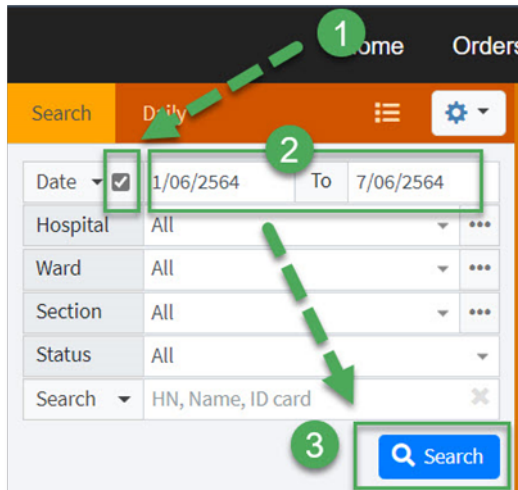 1
ome Orders
Search Daily
2
Date 1/06/2564 To 7/06/2564
Hospital All
Ward All
Section All
Status All
Search HN, Name, ID card
3 Search